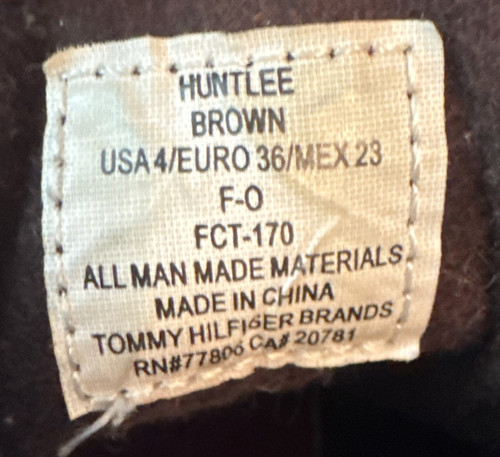 HUNTLEE
BROWN
USA 4/EURO 36/MEX 23
F-O
FCT-170
ALL MAN MADE MATERIALS
MADE IN CHINA
TOMMY HILFIGER BRANDS
RN#77806 CA# 20781